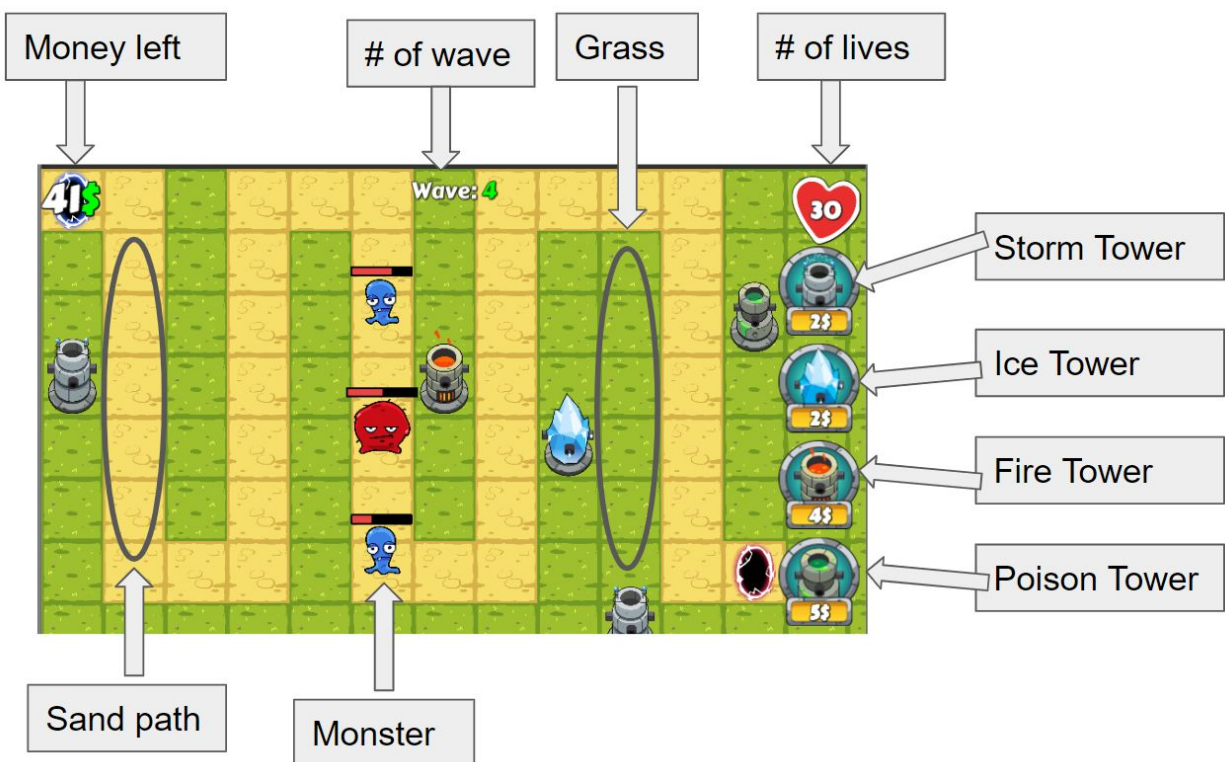 Money left
# of wave
Grass
# of lives
41$
Wave: 4
30
Storm Tower
2$
Ice Tower
2$
Fire Tower
4$
Poison Tower
5$
Sand path
Monster